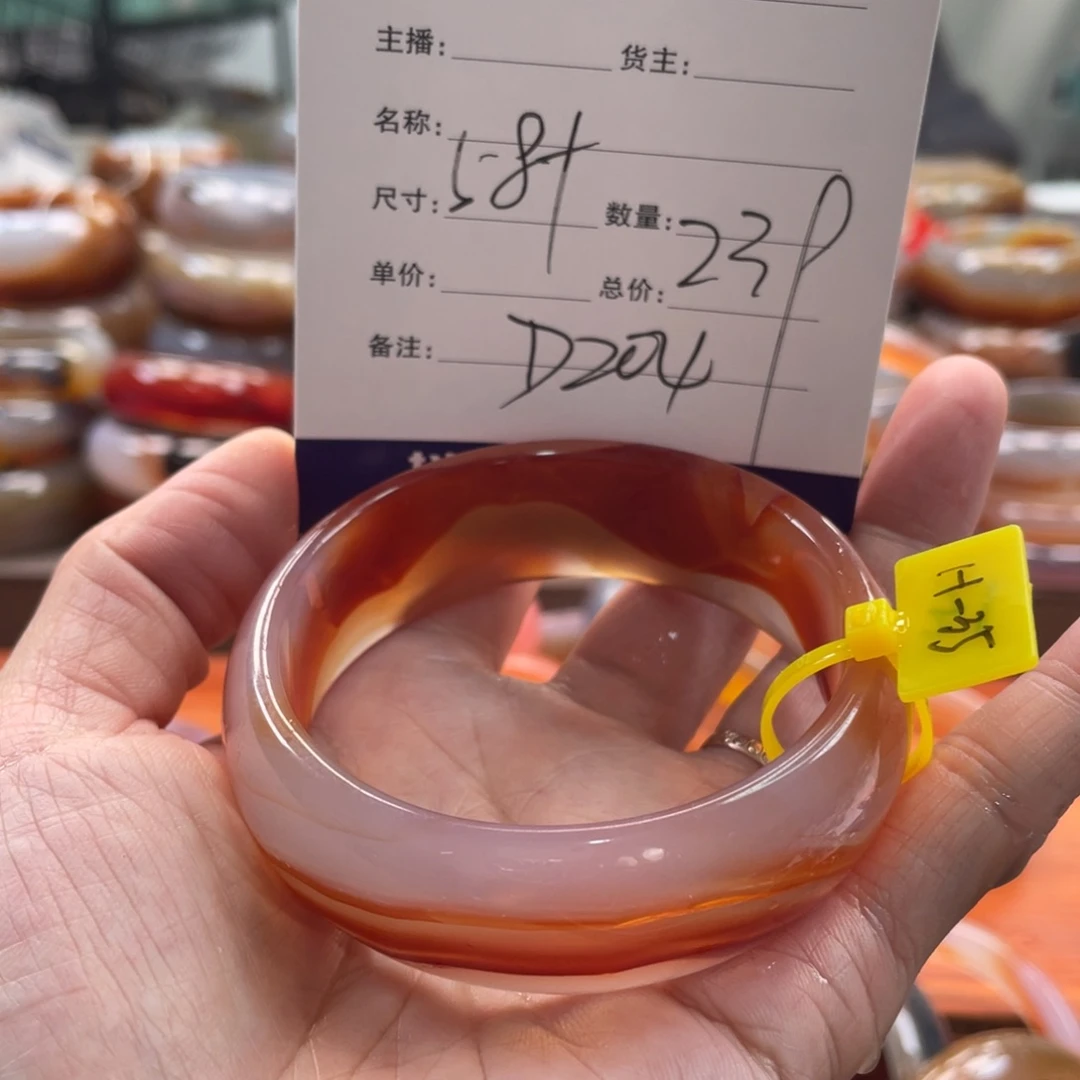 主播: 货主:
名称:
尺寸: 58+ 数量: 23P
单价: 总价:
备注: D204
H-35